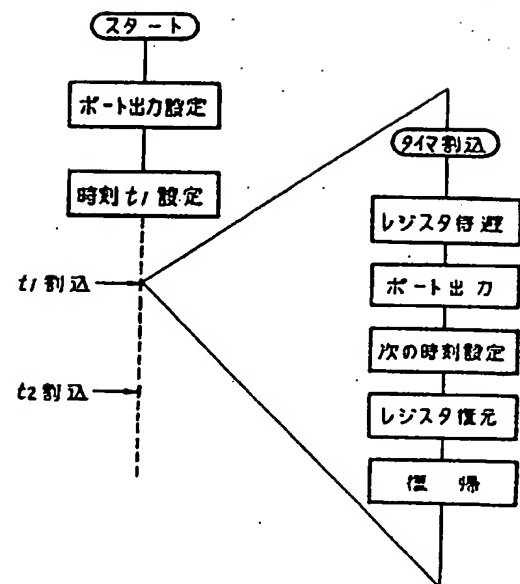 スタート
ポート出力設定
時刻t1設定
t1割込
t2割込
タイマ割込
レジスタ待避
ポート出力
次の時刻設定
レジスタ復元
復帰